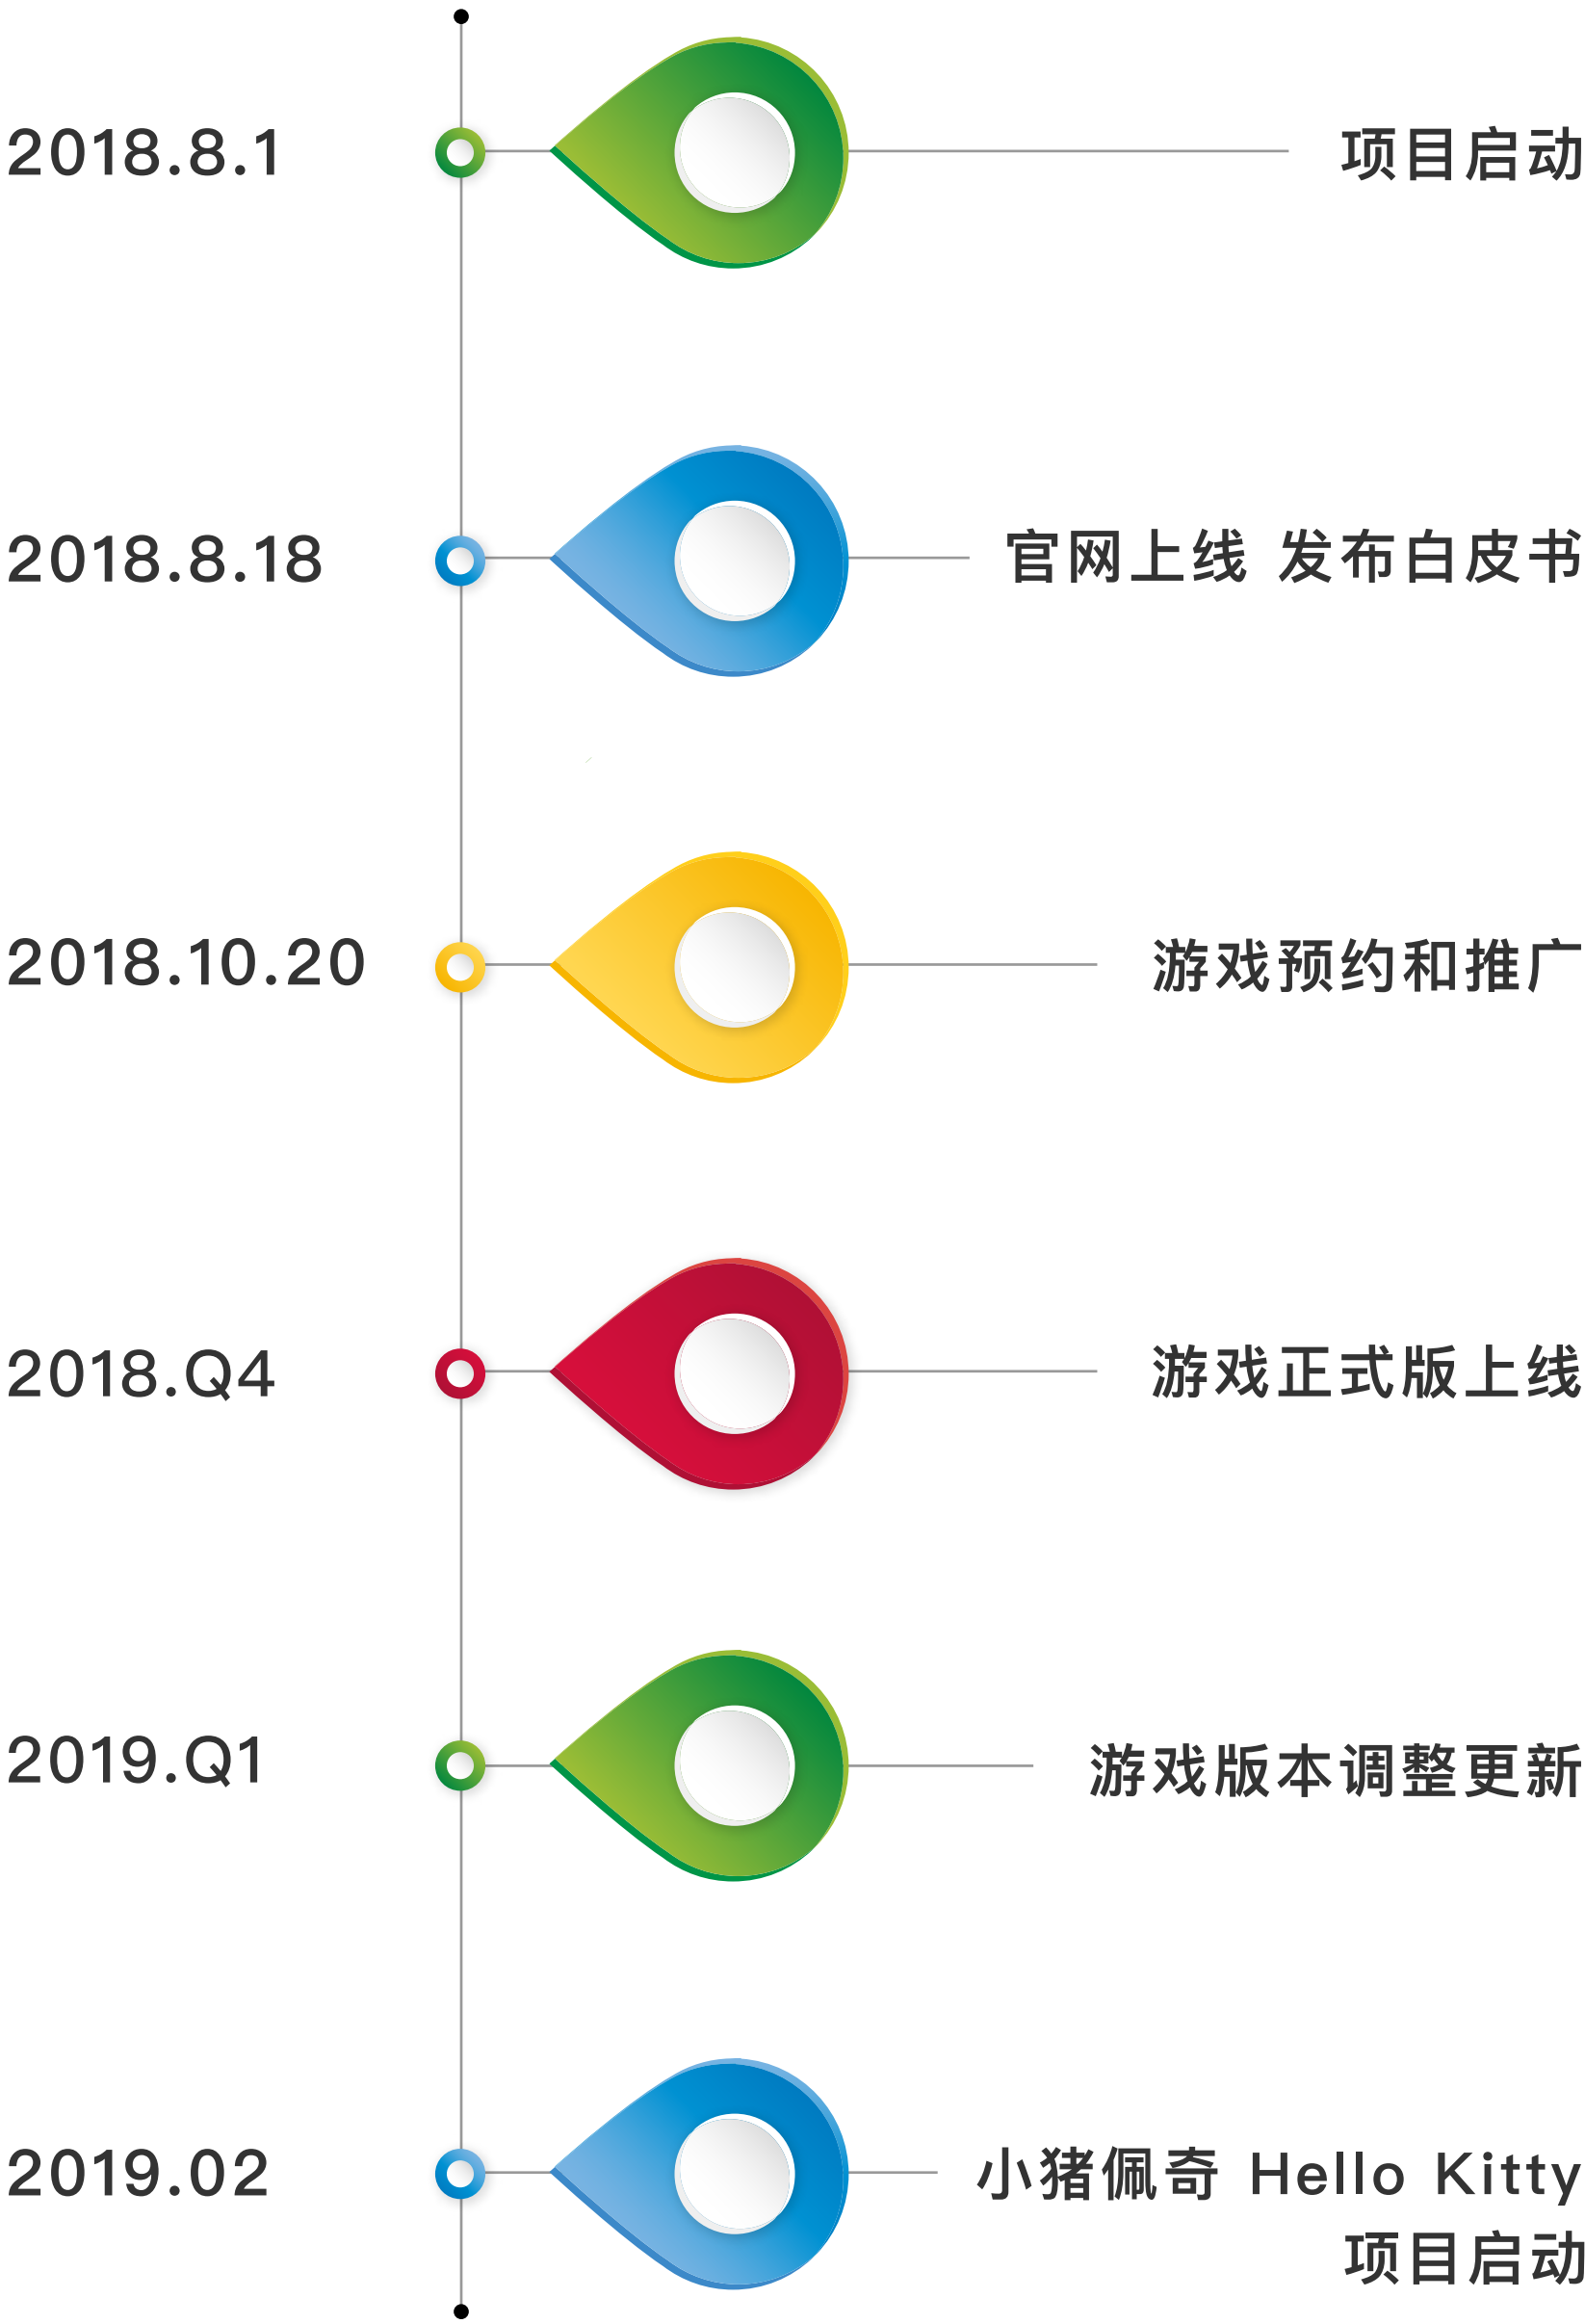 2018.8.1
项目启动
2018.8.18
官网上线 发布白皮书
2018.10.20
游戏预约和推广
2018.Q4
游戏正式版上线
2019.Q1
游戏版本调整更新
2019.02
小猪佩奇 Hello Kitty
项目启动